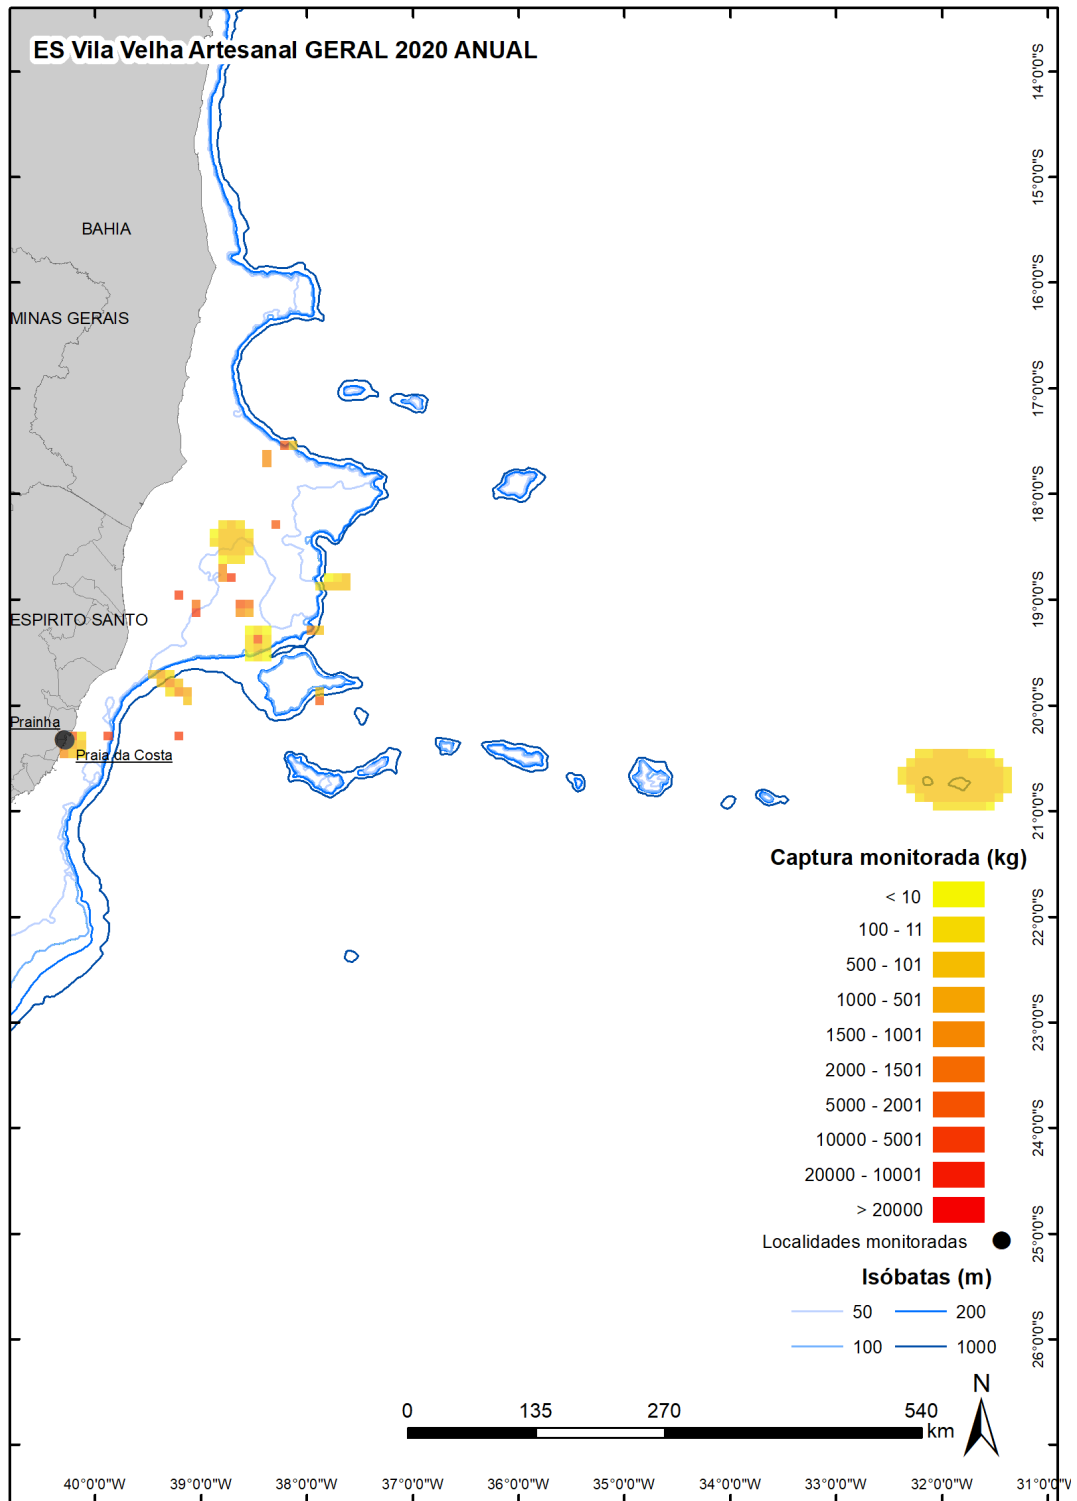 ES Vila Velha Artesanal GERAL 2020 ANUAL
14°0'0"S
15°0'0"S
BAHIA
16°0'0"S
MINAS GERAIS
17°0'0"S
18°0'0"S
19°0'0"S
ESPIRITO SANTO
20°0'0"S
Prainha
Praia da Costa
21°0'0"S
Captura monitorada (kg)
< 10
100 - 11
22°0'0"S
500 - 101
1000 - 501
23°0'0"S
1500 - 1001
2000 - 1501
5000 - 2001
24°0'0"S
10000 - 5001
20000 - 10001
> 20000
25°0'0"S
Localidades monitoradas
Isóbatas (m)
50 200
100 1000
26°0'0"S
N
0 135 270 540
km
40°0'0"W 39°0'0"W 38°0'0"W 37°0'0"W 36°0'0"W 35°0'0"W 34°0'0"W 33°0'0"W 32°0'0"W 31°0'0"W